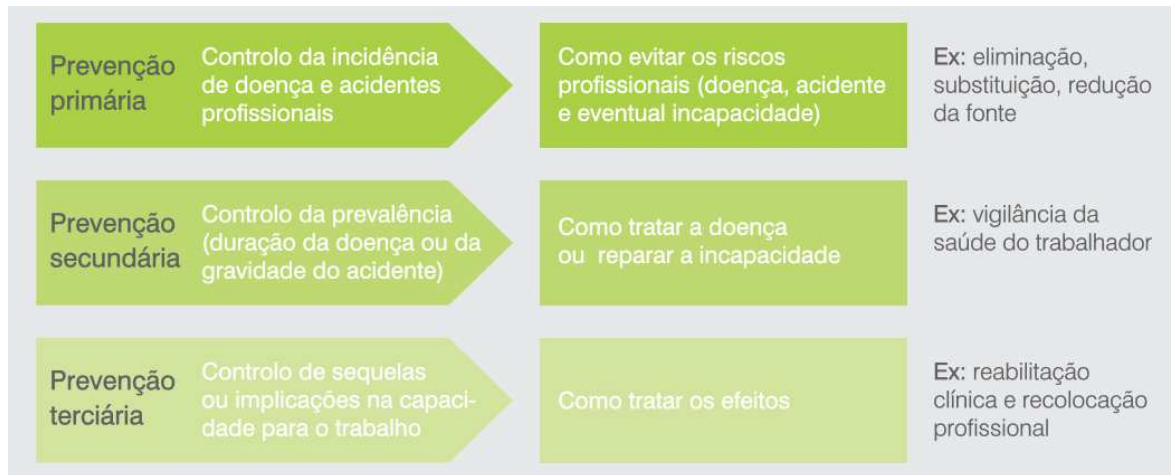 Prevenção
primária
Controlo da incidência
de doença e acidentes
profissionais
Como evitar os riscos
profissionais (doença, acidente
e eventual incapacidade)
Ex: eliminação,
substituição, redução
da fonte
Prevenção
secundária
Controlo da prevalência
(duração da doença ou da
gravidade do acidente)
Como tratar a doença
ou reparar a incapacidade
Ex: vigilância da
saúde do trabalhador
Prevenção
terciária
Controlo de sequelas
ou implicações na capaci-
dade para o trabalho
Como tratar os efeitos
Ex: reabilitação
clínica e recolocação
profissional